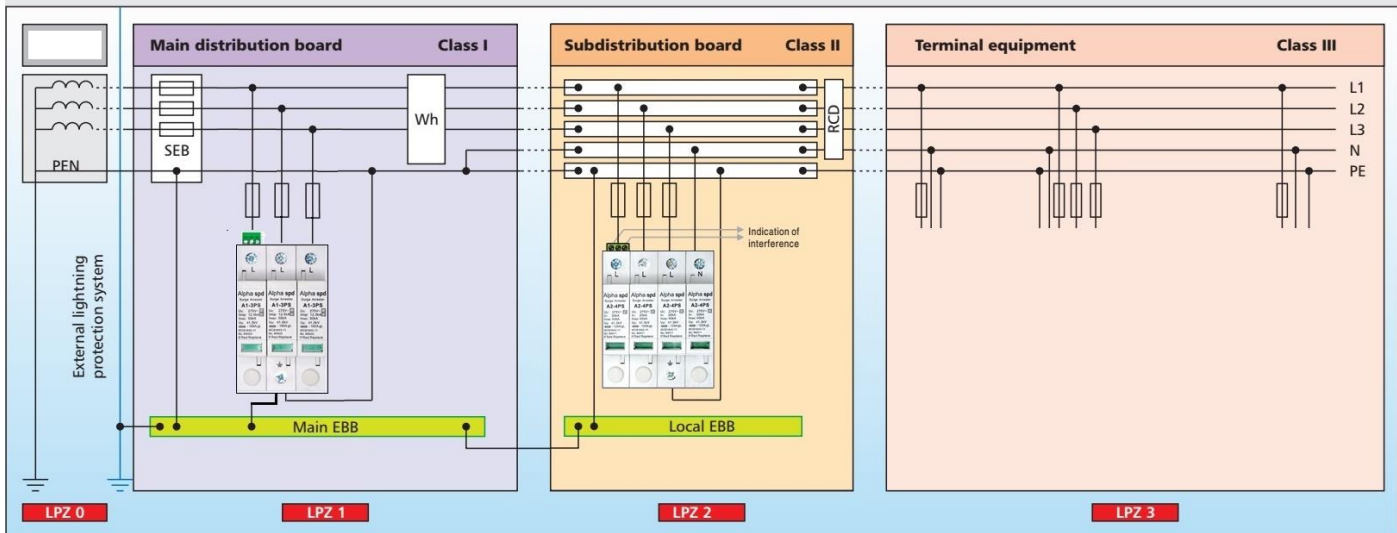 Main distribution board Class I
Subdistribution board Class II
Terminal equipment Class III
L1
L2
L3
N
PE
PEN
SEB
Wh
RCD
External lightning
protection system
Indication of
interference
L L
Alpha spd Alpha spd Alpha spd
Surge Arrester
A1-3PS A1-3PS A1-3PS
L L L N
Alpha spd Alpha spd Alpha spd Alpha spd
A2-4PS A2-4PS A2-4PS A2-4PS
Main EBB
Local EBB
LPZ 0
LPZ 1
LPZ 2
LPZ 3